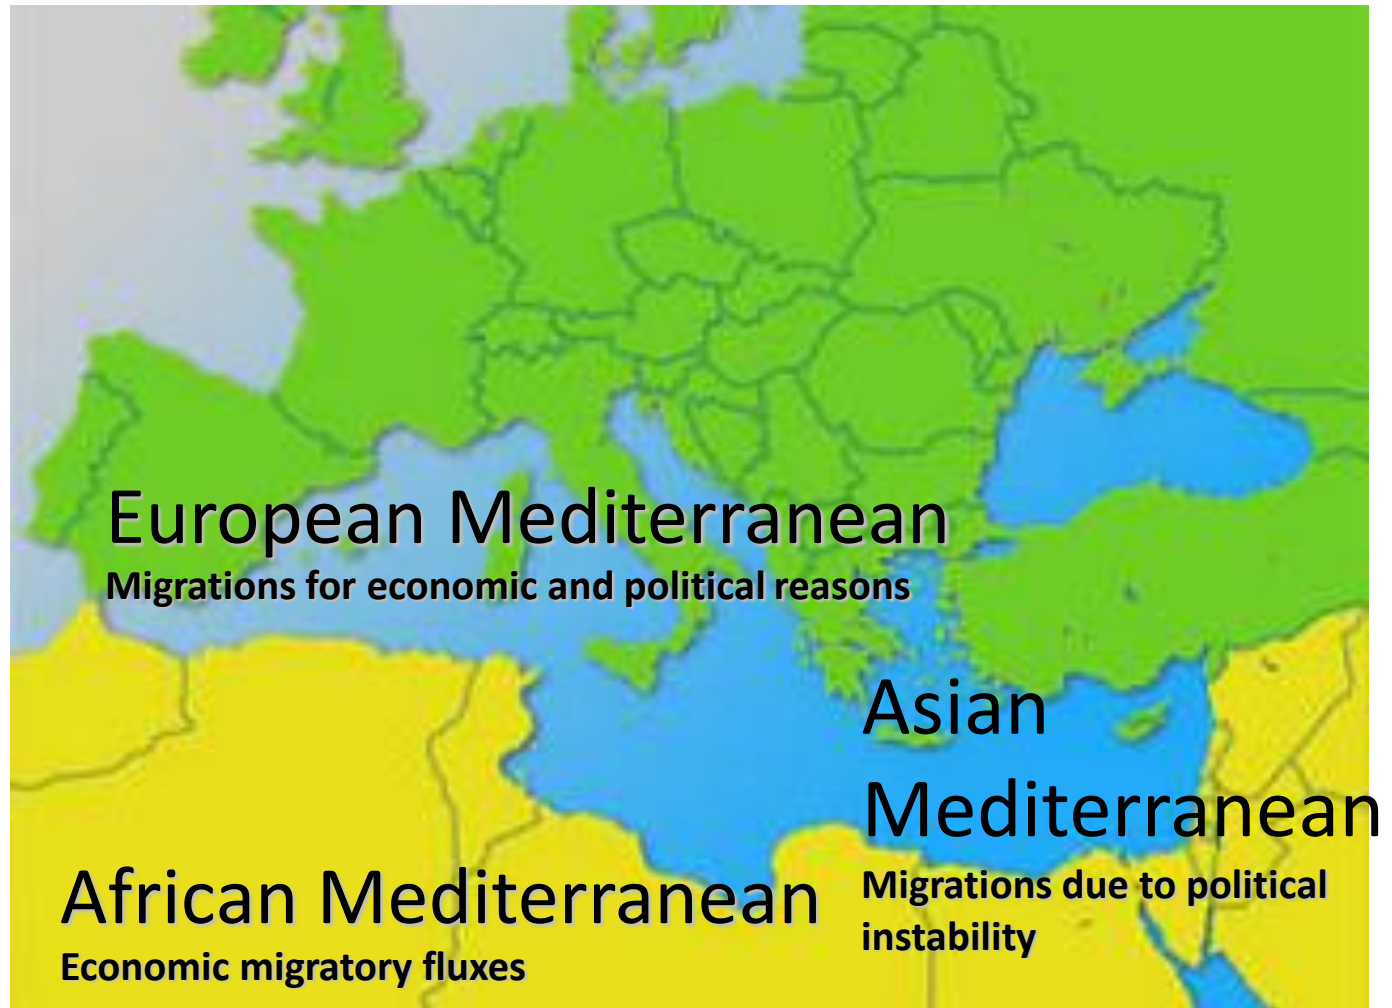 European Mediterranean
Migrations for economic and political reasons
Asian
Mediterranean
Migrations due to political
instability
African Mediterranean
Economic migratory fluxes